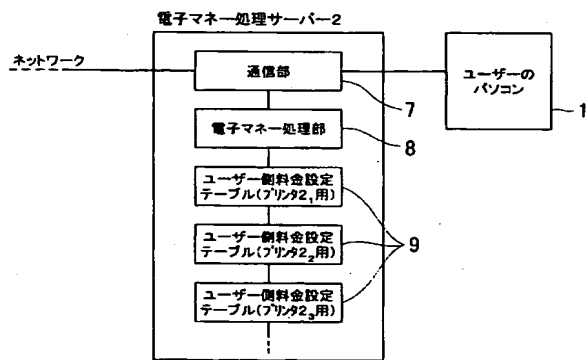 電子マネー処理サーバー2
ネットワーク
通信部
7
ユーザーの
パソコン
1
電子マネー処理部
8
ユーザー側料金設定
テーブル(プリンタ2₁用)
ユーザー側料金設定
テーブル(プリンタ2₂用)
9
ユーザー側料金設定
テーブル(プリンタ2₃用)